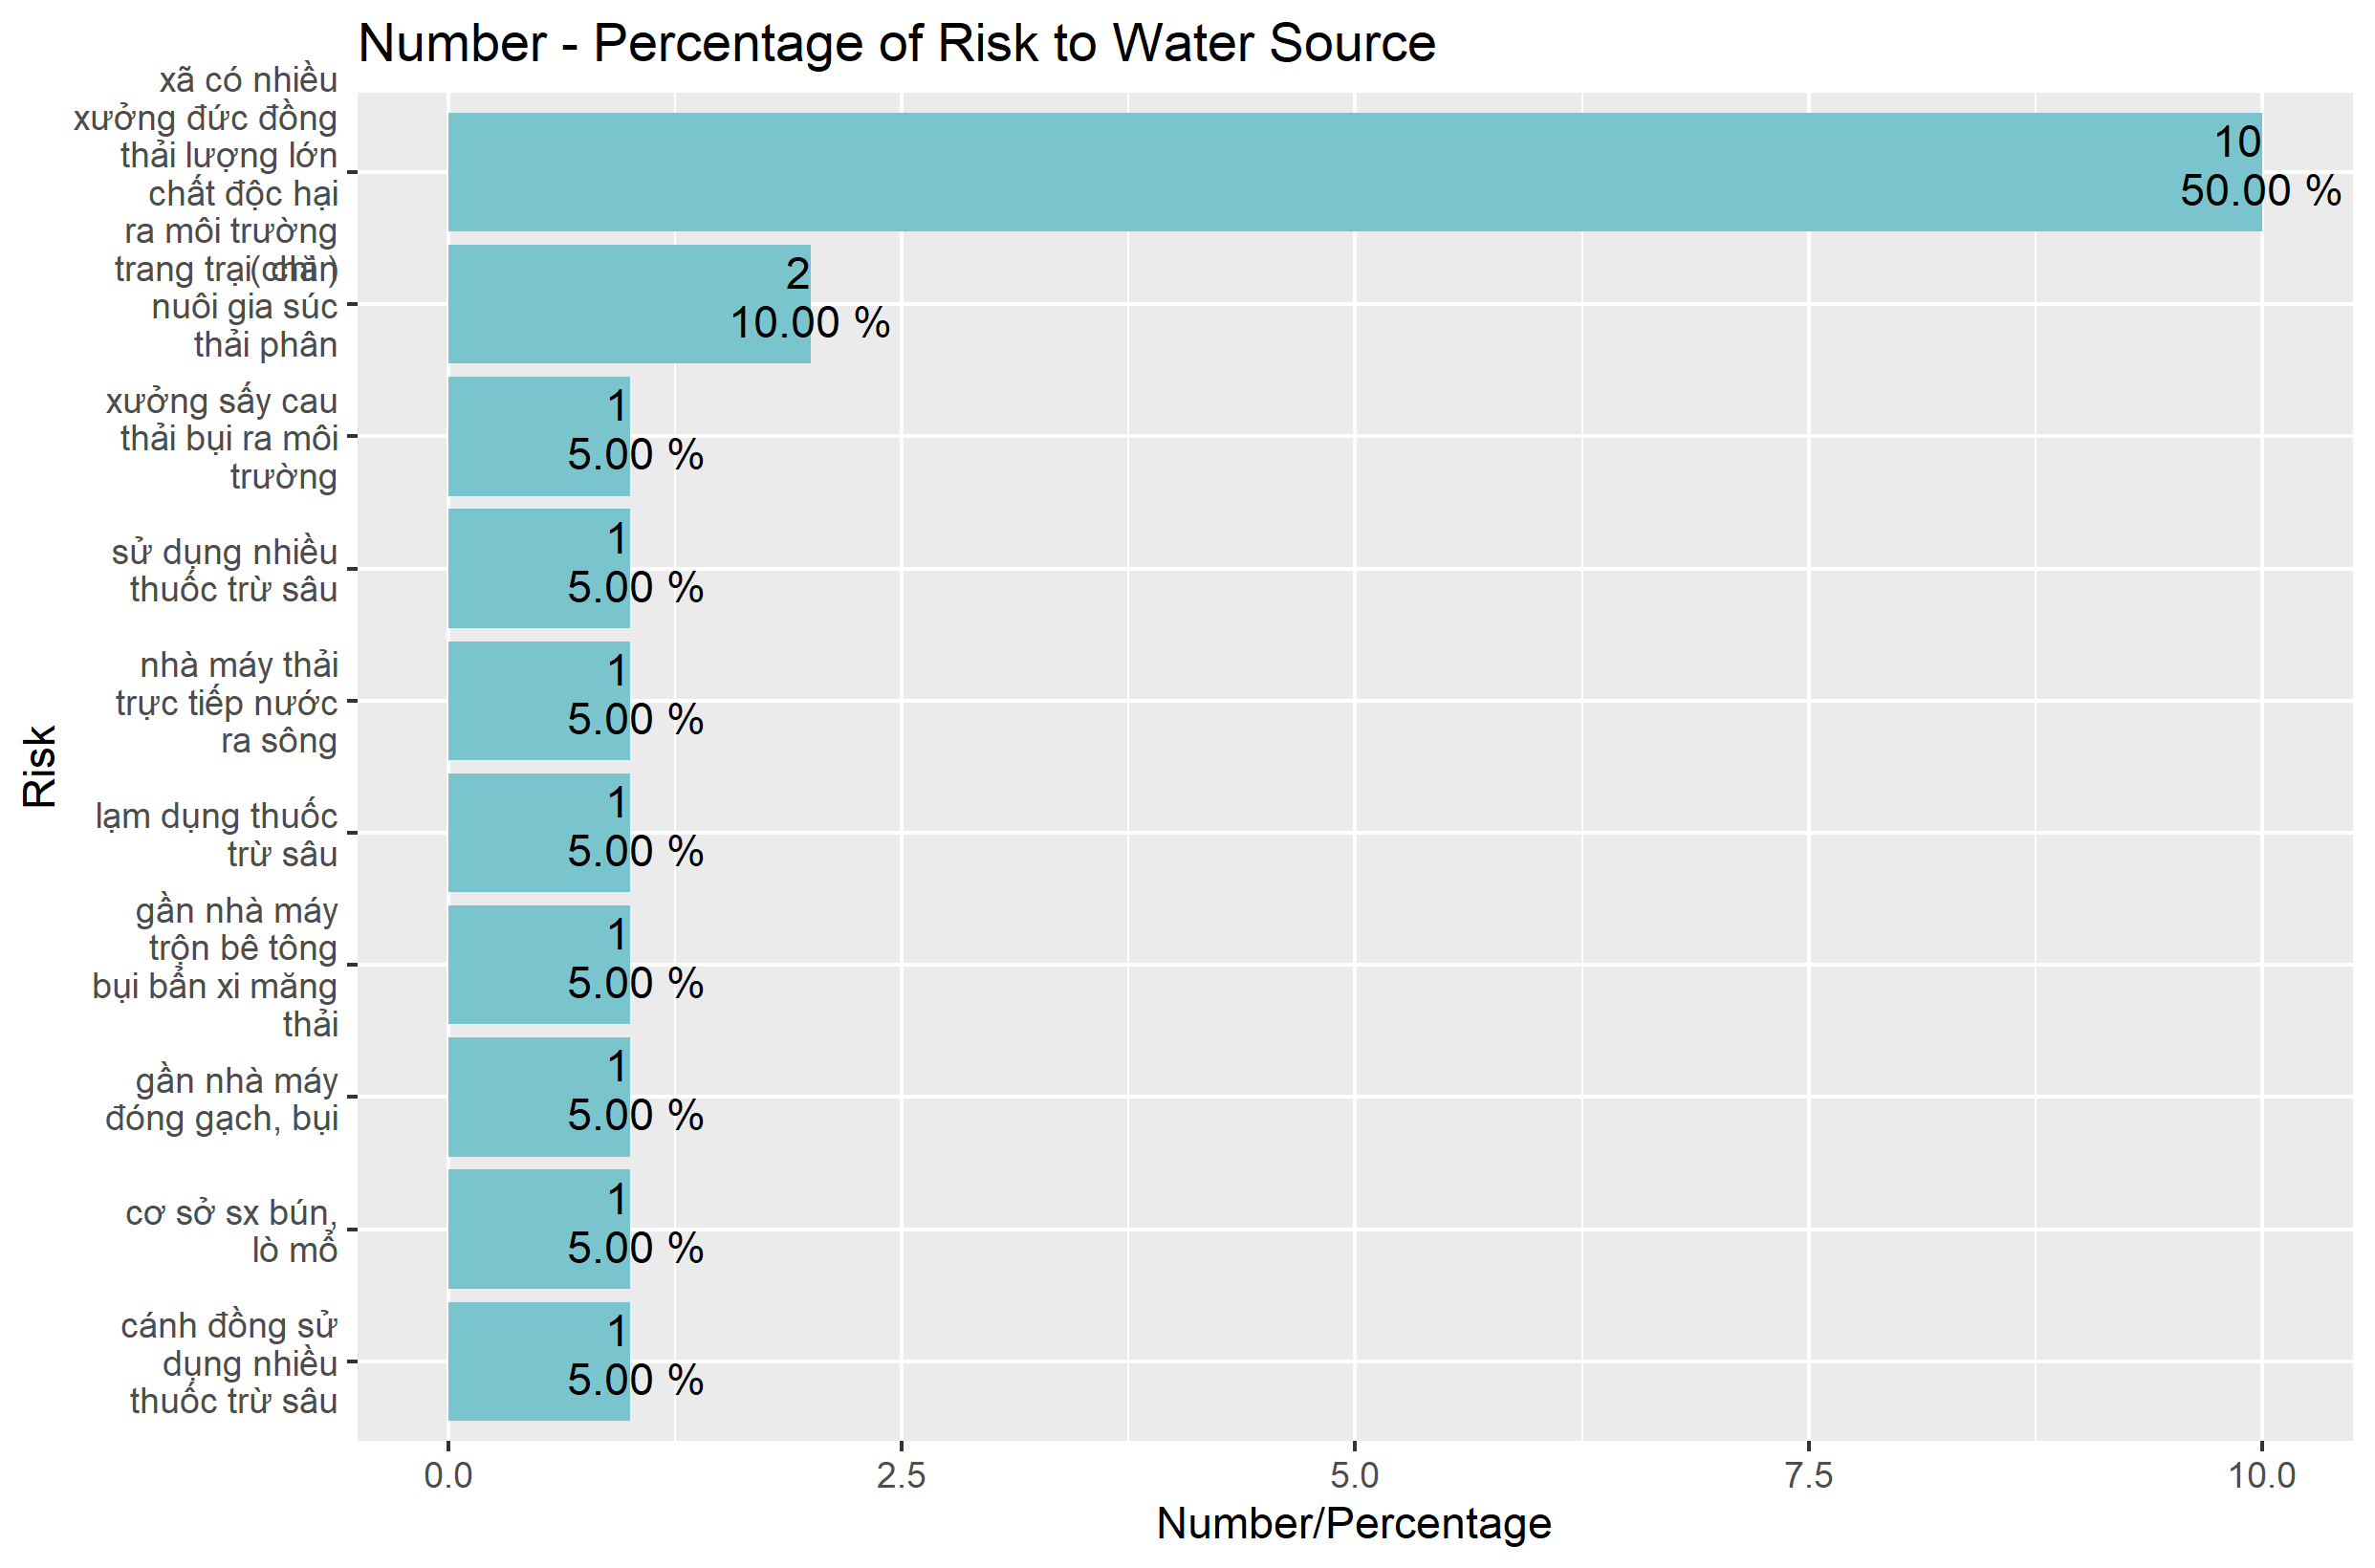 Number - Percentage of Risk to Water Source
xã có nhiều
xưởng đức đồng
thải lượng lớn
chất độc hại
ra môi trường
(chì )
10
50.00 %
trang trại chăn
nuôi gia súc
thải phân
2
10.00 %
xưởng sấy cau
thải bụi ra môi
trường
1
5.00 %
sử dụng nhiều
thuốc trừ sâu
1
5.00 %
nhà máy thải
trực tiếp nước
ra sông
1
5.00 %
lạm dụng thuốc
trừ sâu
1
5.00 %
gần nhà máy
trộn bê tông
bụi bẩn xi măng
thải
1
5.00 %
gần nhà máy
đóng gạch, bụi
1
5.00 %
cơ sở sx bún,
lò mổ
1
5.00 %
cánh đồng sử
dụng nhiều
thuốc trừ sâu
1
5.00 %
Risk
0.0
2.5
5.0
7.5
10.0
Number/Percentage